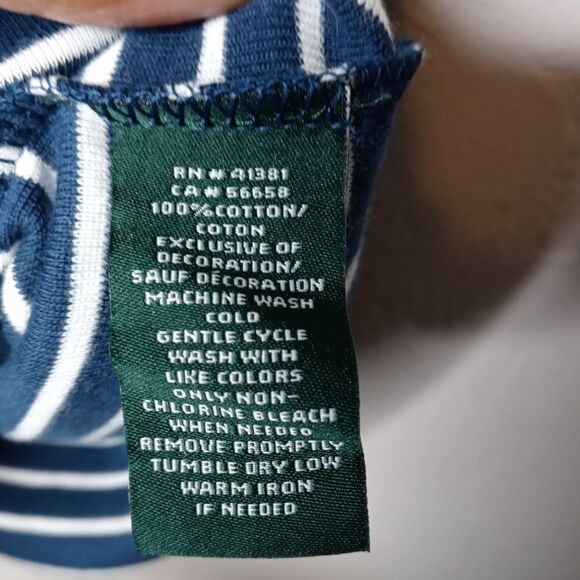 RN # 41381
CA # 56658
100%COTTON/
COTON
EXCLUSIVE OF
DECORATION/
SAUF DÉCORATION
MACHINE WASH
COLD
GENTLE CYCLE
WASH WITH
LIKE COLORS
ONLY NON-
CHLORINE BLEACH
WHEN NEEDED
REMOVE PROMPTLY
TUMBLE DRY LOW
WARM IRON
IF NEEDED